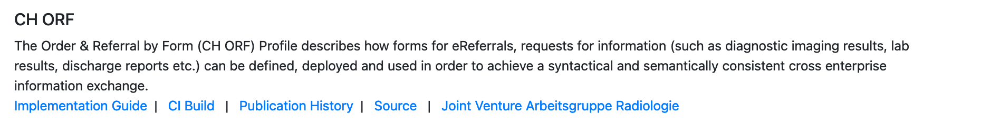 CH ORF
The Order & Referral by Form (CH ORF) Profile describes how forms for eReferrals, requests for information (such as diagnostic imaging results, lab
results, discharge reports etc.) can be defined, deployed and used in order to achieve a syntactical and semantically consistent cross enterprise
information exchange.
Implementation Guide | CI Build | Publication History | Source | Joint Venture Arbeitsgruppe Radiologie